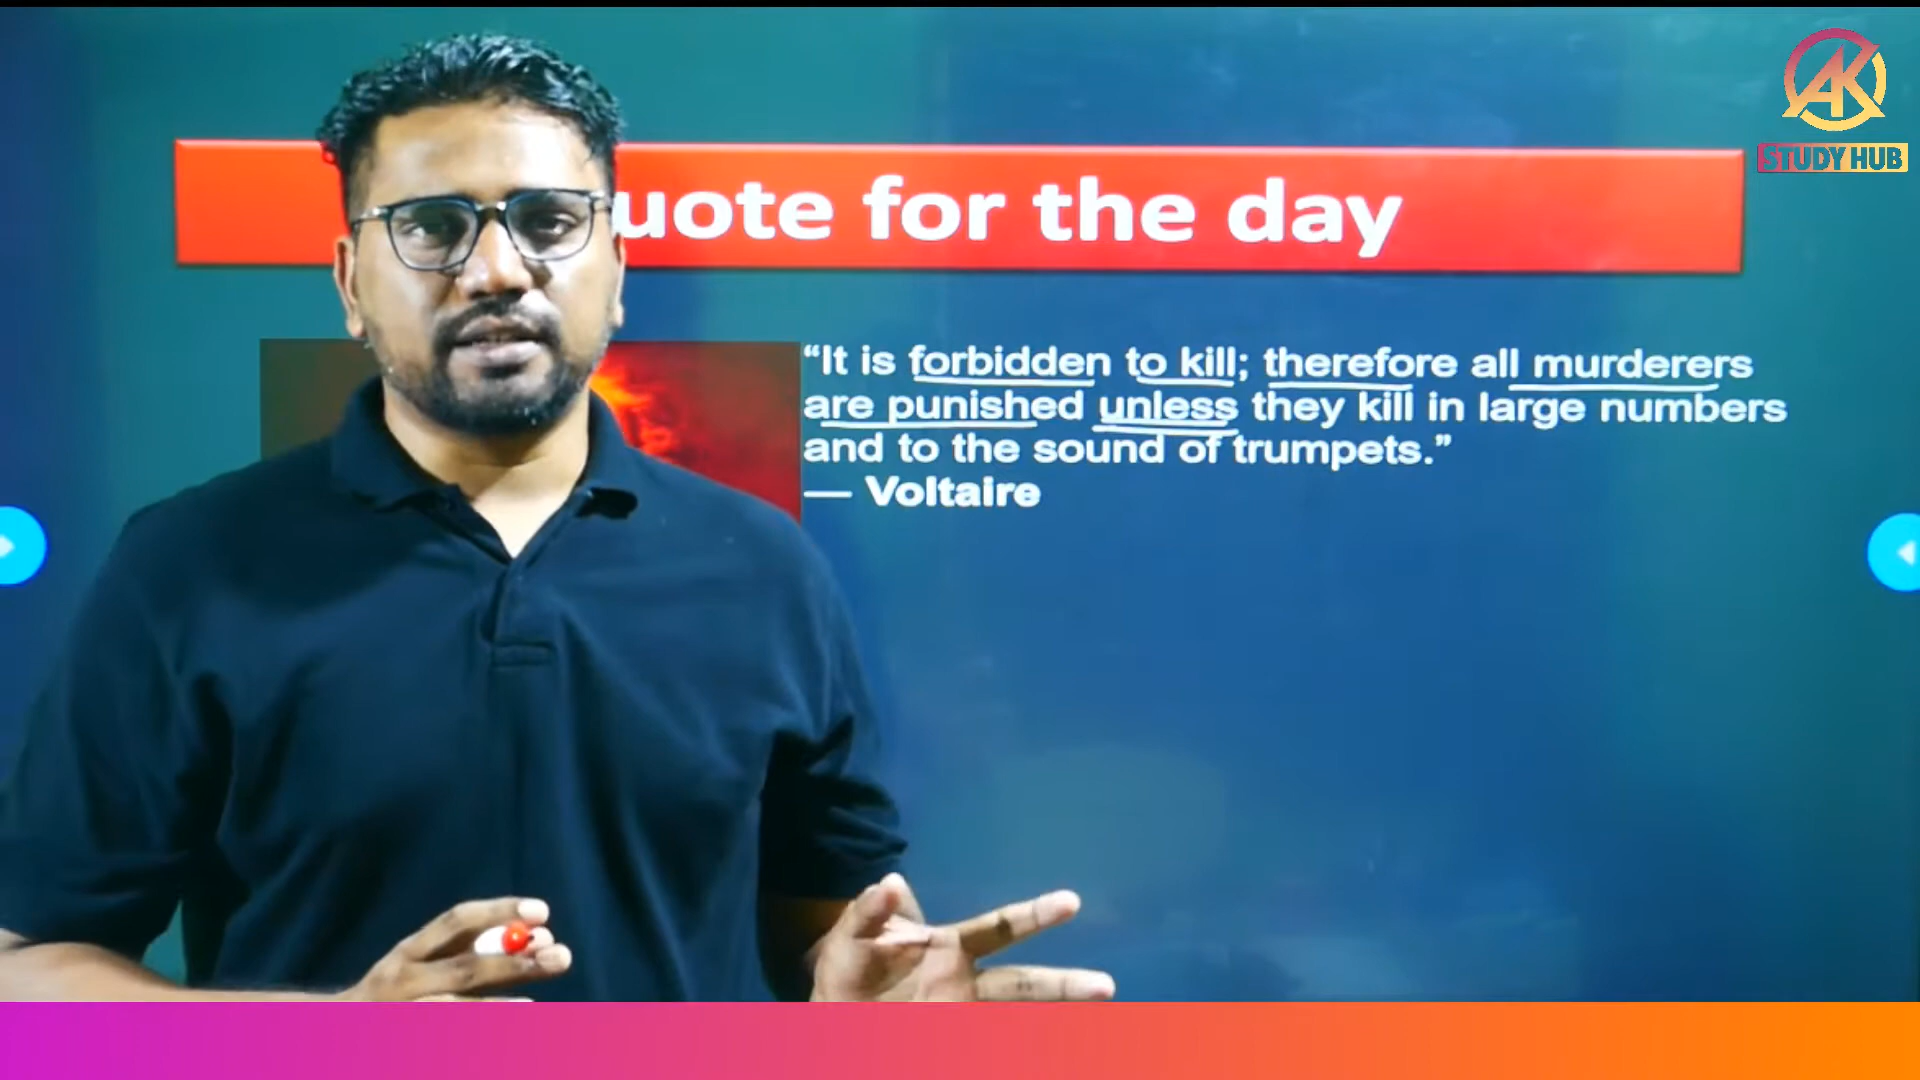 AK
STUDY HUB
uote for the day
“It is forbidden to kill; therefore all murderers
are punished unless they kill in large numbers
and to the sound of trumpets.”
— Voltaire